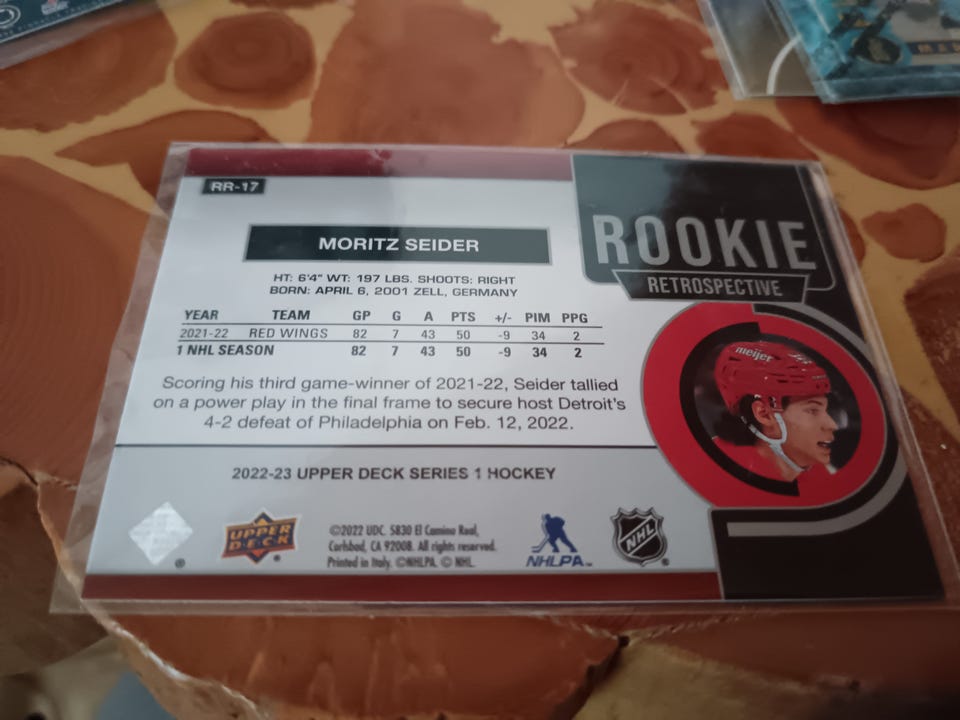 RR-17
MORITZ SEIDER
HT: 6'4" WT: 197 LBS. SHOOTS: RIGHT
BORN: APRIL 6, 2001 ZELL, GERMANY
YEAR TEAM GP G A PTS +/- PIM PPG
2021-22 RED WINGS 82 7 43 50 -9 34 2
1 NHL SEASON 82 7 43 50 -9 34 2
Scoring his third game-winner of 2021-22, Seider tallied
on a power play in the final frame to secure host Detroit's
4-2 defeat of Philadelphia on Feb. 12, 2022.
2022-23 UPPER DECK SERIES 1 HOCKEY
UPPER
DECK
®
©2022 UDC. 5830 El Camino Real,
Carlsbad, CA 92008. All rights reserved.
Printed in Italy. ©NHLPA. © NHL.
NHLPA
NHL
ROOKIE
RETROSPECTIVE
meijer